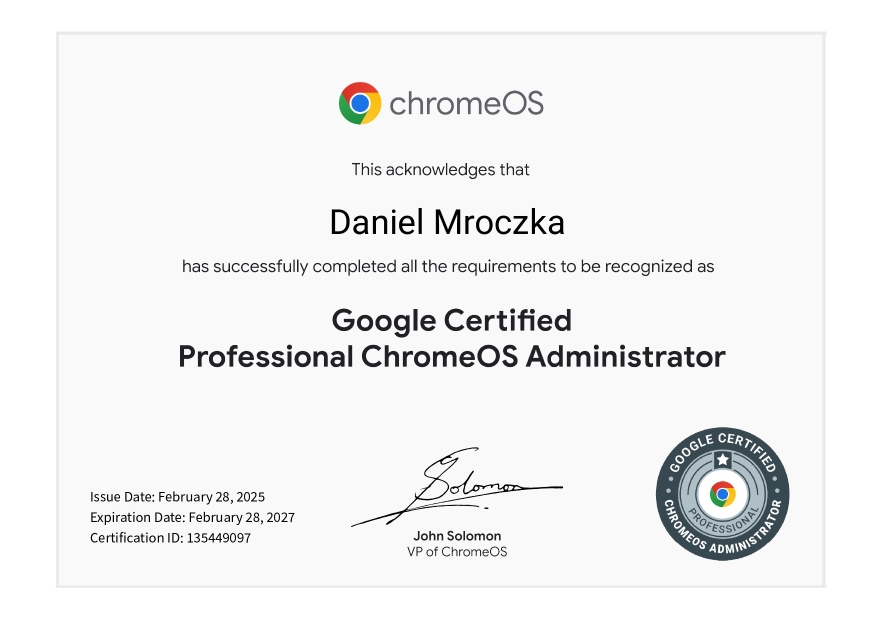 chromeOS
This acknowledges that
Daniel Mroczka
has successfully completed all the requirements to be recognized as
Google Certified
Professional ChromeOS Administrator
Issue Date: February 28, 2025
Expiration Date: February 28, 2027
Certification ID: 135449097
Solomon
John Solomon
VP of ChromeOS
GOOGLE CERTIFIED
PROFESSIONAL
CHROMEOS ADMINISTRATOR